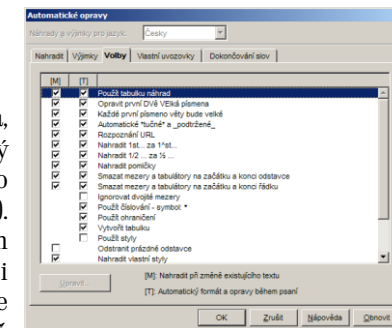 Automatické opravy
Náhrady a výjimky pro jazyk: Česky
Nahradit Výjimky Volby Vlastní uvozovky Dokončování slov
[M] [T]
Použít tabulku náhrad
Opravit první DVě VElká písmena
Každé první písmeno věty bude velké
Automatické *tučné* a _podtržené_
Rozpoznání URL
Nahradit 1st... za 1^st...
Nahradit 1/2 ... za ½ ...
Nahradit pomlčky
Smazat mezery a tabulátory na začátku a konci odstavce
Smazat mezery a tabulátory na začátku a konci řádku
Ignorovat dvojité mezery
Použít číslování - symbol: *
Použít ohraničení
Vytvořit tabulku
Použít styly
Odstranit prázdné odstavce
Nahradit vlastní styly
Upravit...
[M]: Nahradit při změně existujícího textu
[T]: Automatický formát a opravy během psaní
OK Zrušit Nápověda Obnovit